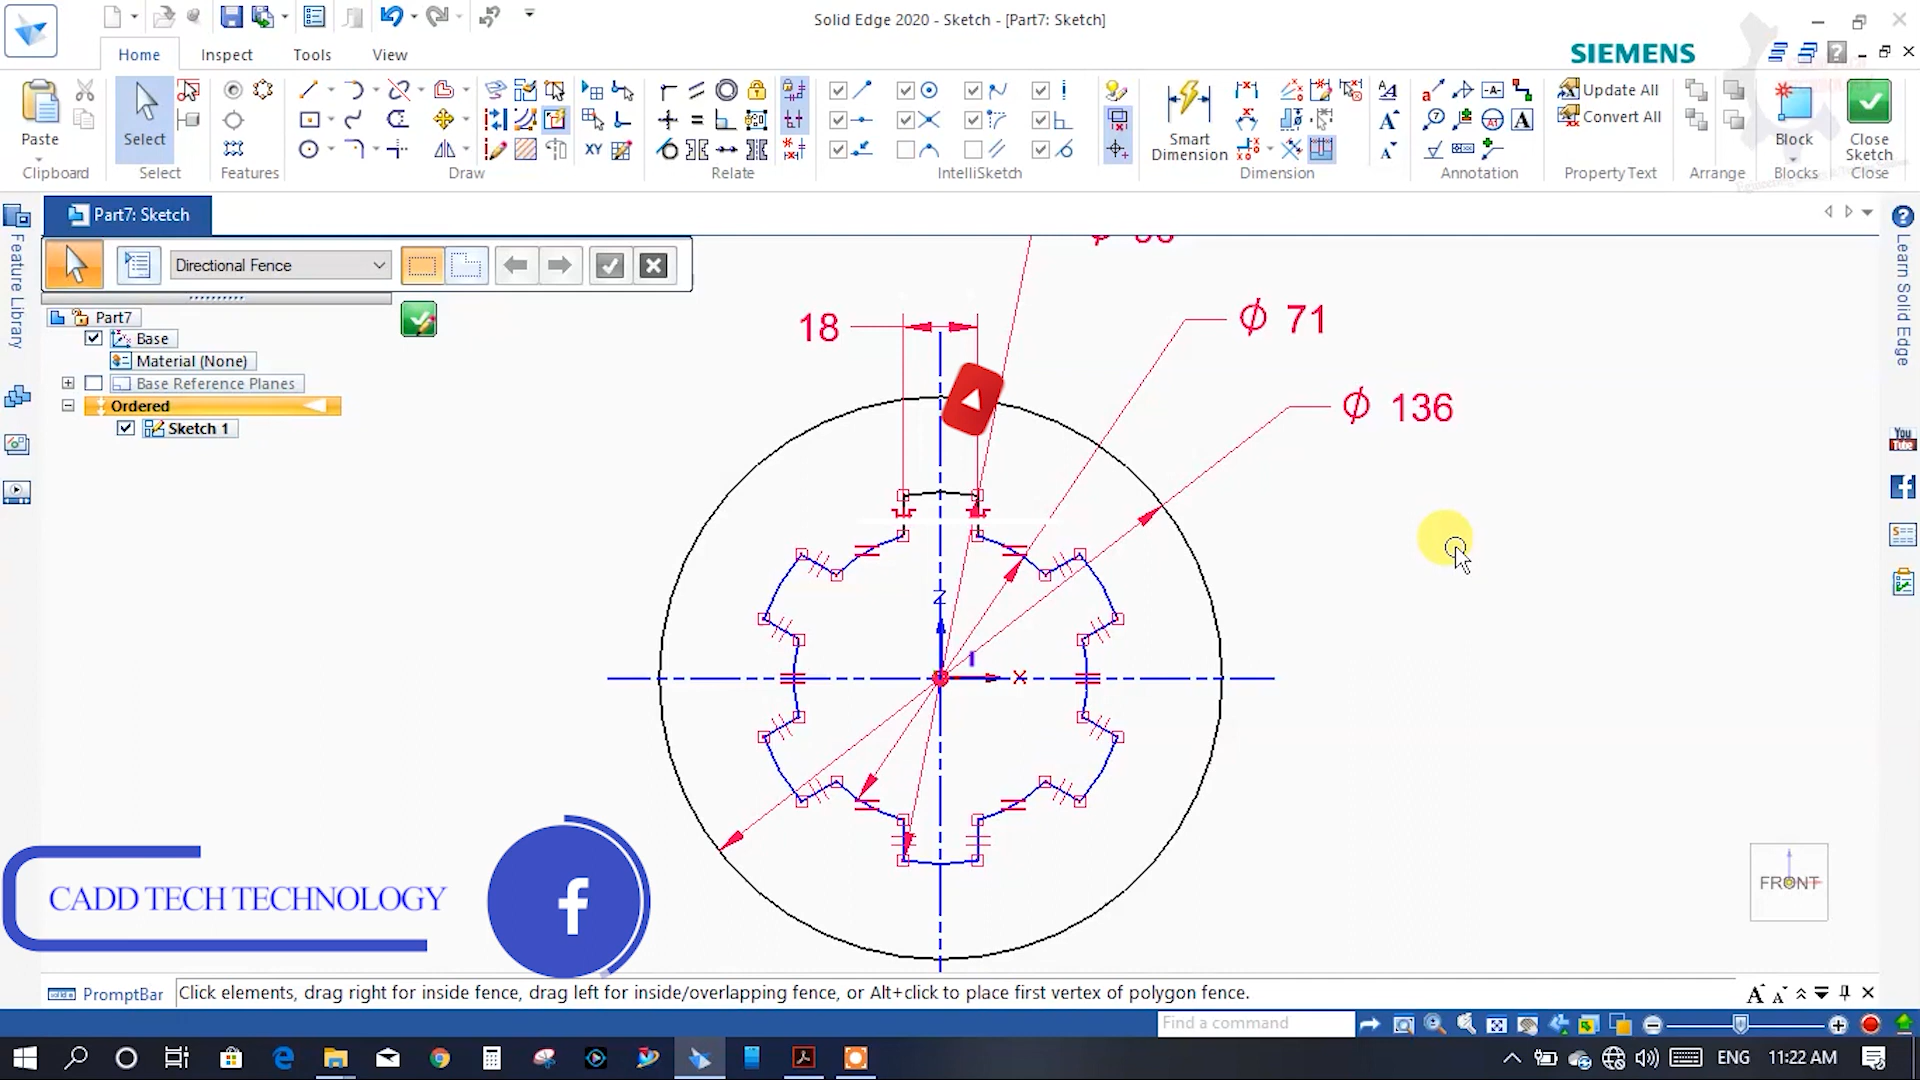 Solid Edge 2020 - Sketch - [Part7: Sketch]
Home
Inspect
Tools
View
SIEMENS
Paste
Select
XY
Smart
Dimension
Update All
Convert All
Block
Close
Sketch
Clipboard
Select
Features
Draw
Relate
IntelliSketch
Dimension
Annotation
Property Text
Arrange
Blocks
Close
Part7: Sketch
Feature Library
Learn Solid Edge
Directional Fence
Part7
Base
Material (None)
Base Reference Planes
Ordered
Sketch 1
18
ϕ 71
ϕ 136
Z
X
You
Tube
FRONT
CADD TECH TECHNOLOGY
f
PromptBar
Click elements, drag right for inside fence, drag left for inside/overlapping fence, or Alt+click to place first vertex of polygon fence.
Find a command
ENG
11:22 AM